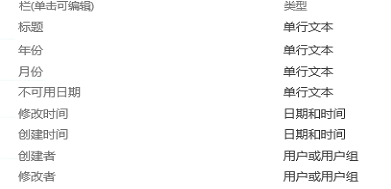 栏(单击可编辑) 类型
标题 单行文本
年份 单行文本
月份 单行文本
不可用日期 单行文本
修改时间 日期和时间
创建时间 日期和时间
创建者 用户或用户组
修改者 用户或用户组